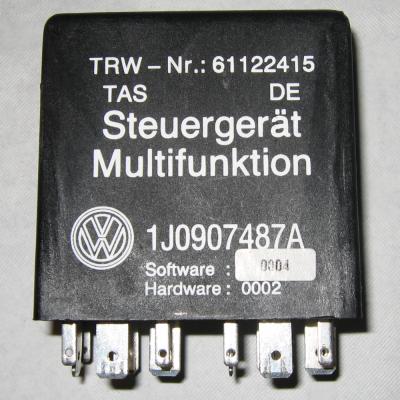 TRW – Nr.: 61122415
TAS DE
Steuergerät
Multifunktion
1J0907487A
Software : 0004
Hardware : 0002